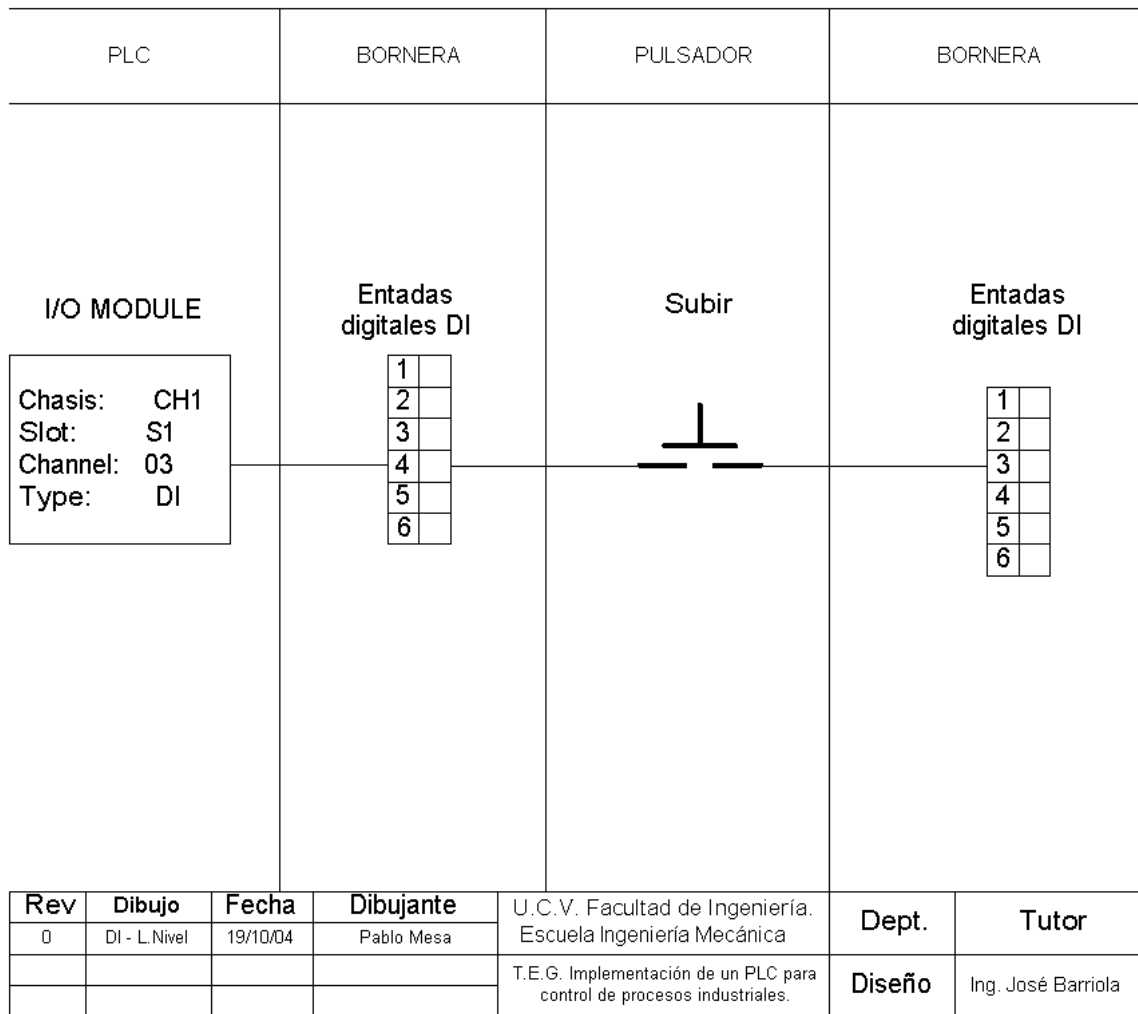 PLC
BORNERA
PULSADOR
BORNERA
I/O MODULE
Chasis: CH1
Slot: S1
Channel: 03
Type: DI
Entadas
digitales DI
1
2
3
4
5
6
Subir
Entadas
digitales DI
1
2
3
4
5
6
Rev Dibujo Fecha Dibujante
0 DI - L.Nivel 19/10/04 Pablo Mesa
U.C.V. Facultad de Ingeniería.
Escuela Ingeniería Mecánica
T.E.G. Implementación de un PLC para
control de procesos industriales.
Dept. Tutor
Diseño Ing. José Barriola